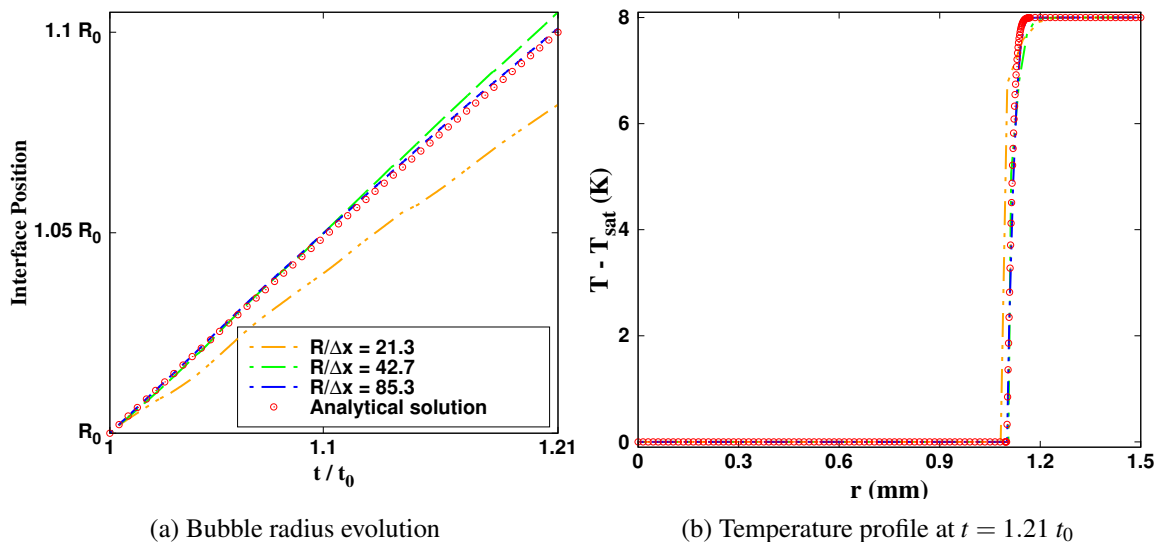 1.1 R₀
1.05 R₀
R₀
Interface Position
1
1.1
1.21
t / t₀
R/Δx = 21.3
R/Δx = 42.7
R/Δx = 85.3
Analytical solution
(a) Bubble radius evolution
8
6
4
2
0
T - Tsat (K)
0
0.3
0.6
0.9
1.2
1.5
r (mm)
(b) Temperature profile at t = 1.21 t₀